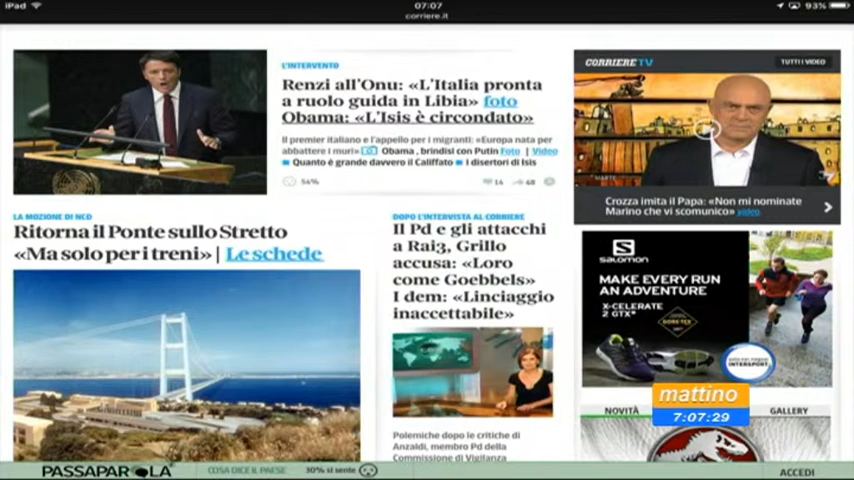 iPad
07:07
93%
corriere.it
L'INTERVENTO
Renzi all'Onu: «L'Italia pronta
a ruolo guida in Libia» foto
Obama: «L'Isis è circondato»
Il premier italiano e l'appello per i migranti: «Europa nata per
abbattere i muri» Obama , brindisi con Putin Foto | Video
Quanto è grande davvero il Califfato I disertori di Isis
54%
14
68
CORRIERE TV
TUTTI I VIDEO
Crozza imita il Papa: «Non mi nominate
Marino che vi scomunico» video
LA MOZIONE DI NCD
Ritorna il Ponte sullo Stretto
«Ma solo per i treni» | Le schede
DOPO L'INTERVISTA AL CORRIERE
Il Pd e gli attacchi
a Rai3, Grillo
accusa: «Loro
come Goebbels»
I dem: «Linciaggio
inaccettabile»
Polemiche dopo le critiche di
Anzaldi, membro Pd della
Commissione di Vigilanza
SALOMON
MAKE EVERY RUN
AN ADVENTURE
X-CELERATE
2 GTX®
GORE-TEX
INTERSPORT
mattino
7:07:29
NOVITÀ
GALLERY
PASSAPAROLA
COSA DICE IL PAESE
30% si sente
ACCEDI